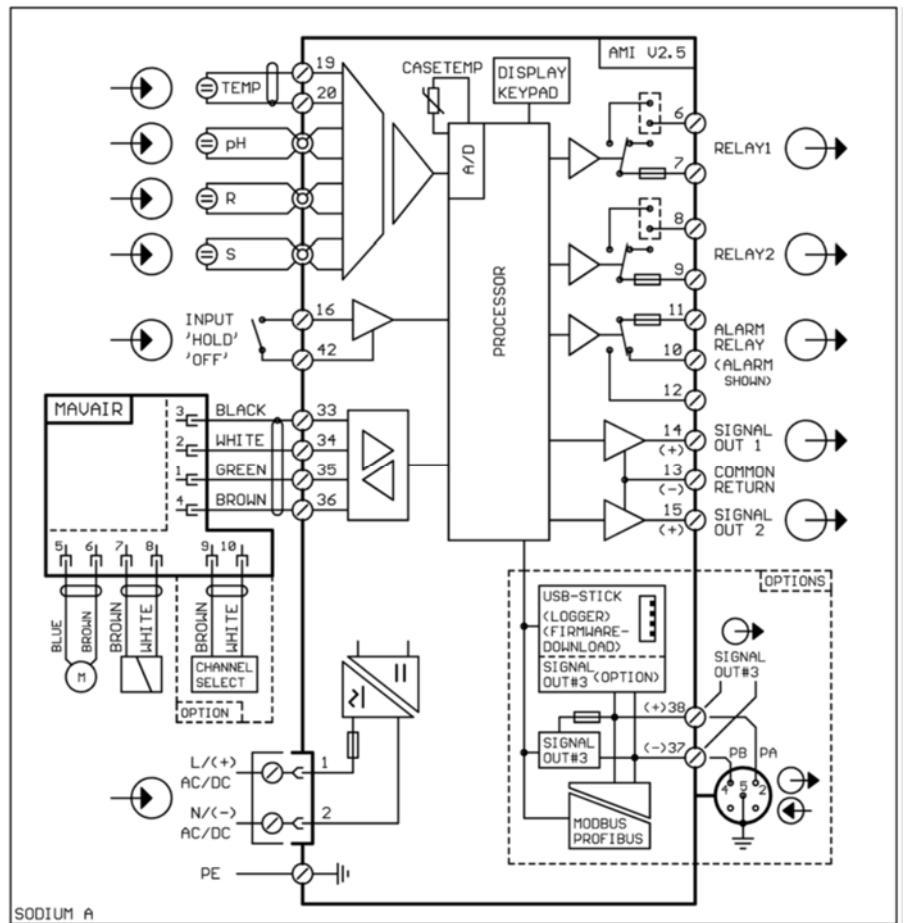 AMI V2.5
19
TEMP
20
CASETEMP
DISPLAY
KEYPAD
pH
A/D
R
S
6
RELAY1
7
8
RELAY2
9
PROCESSOR
INPUT
'HOLD'
'OFF'
16
42
11
ALARM
RELAY
10
(ALARM
SHOWN)
12
MAVAIR
3
BLACK
33
2
WHITE
34
1
GREEN
35
4
BROWN
36
14
(+)
SIGNAL
OUT 1
13
(-)
COMMON
RETURN
15
(+)
SIGNAL
OUT 2
5 6 7 8 9 10
BLUE
BROWN
BROWN
WHITE
BROWN
WHITE
M
CHANNEL
SELECT
OPTION
OPTIONS
USB-STICK
(LOGGER)
(FIRMWARE-
DOWNLOAD)
SIGNAL
OUT#3 (OPTION)
SIGNAL
OUT#3
(+)38
SIGNAL
OUT#3
(-)37
PB PA
4 5 2
MODBUS
PROFIBUS
L/(+)
AC/DC
1
N/(-)
AC/DC
2
PE
SODIUM A